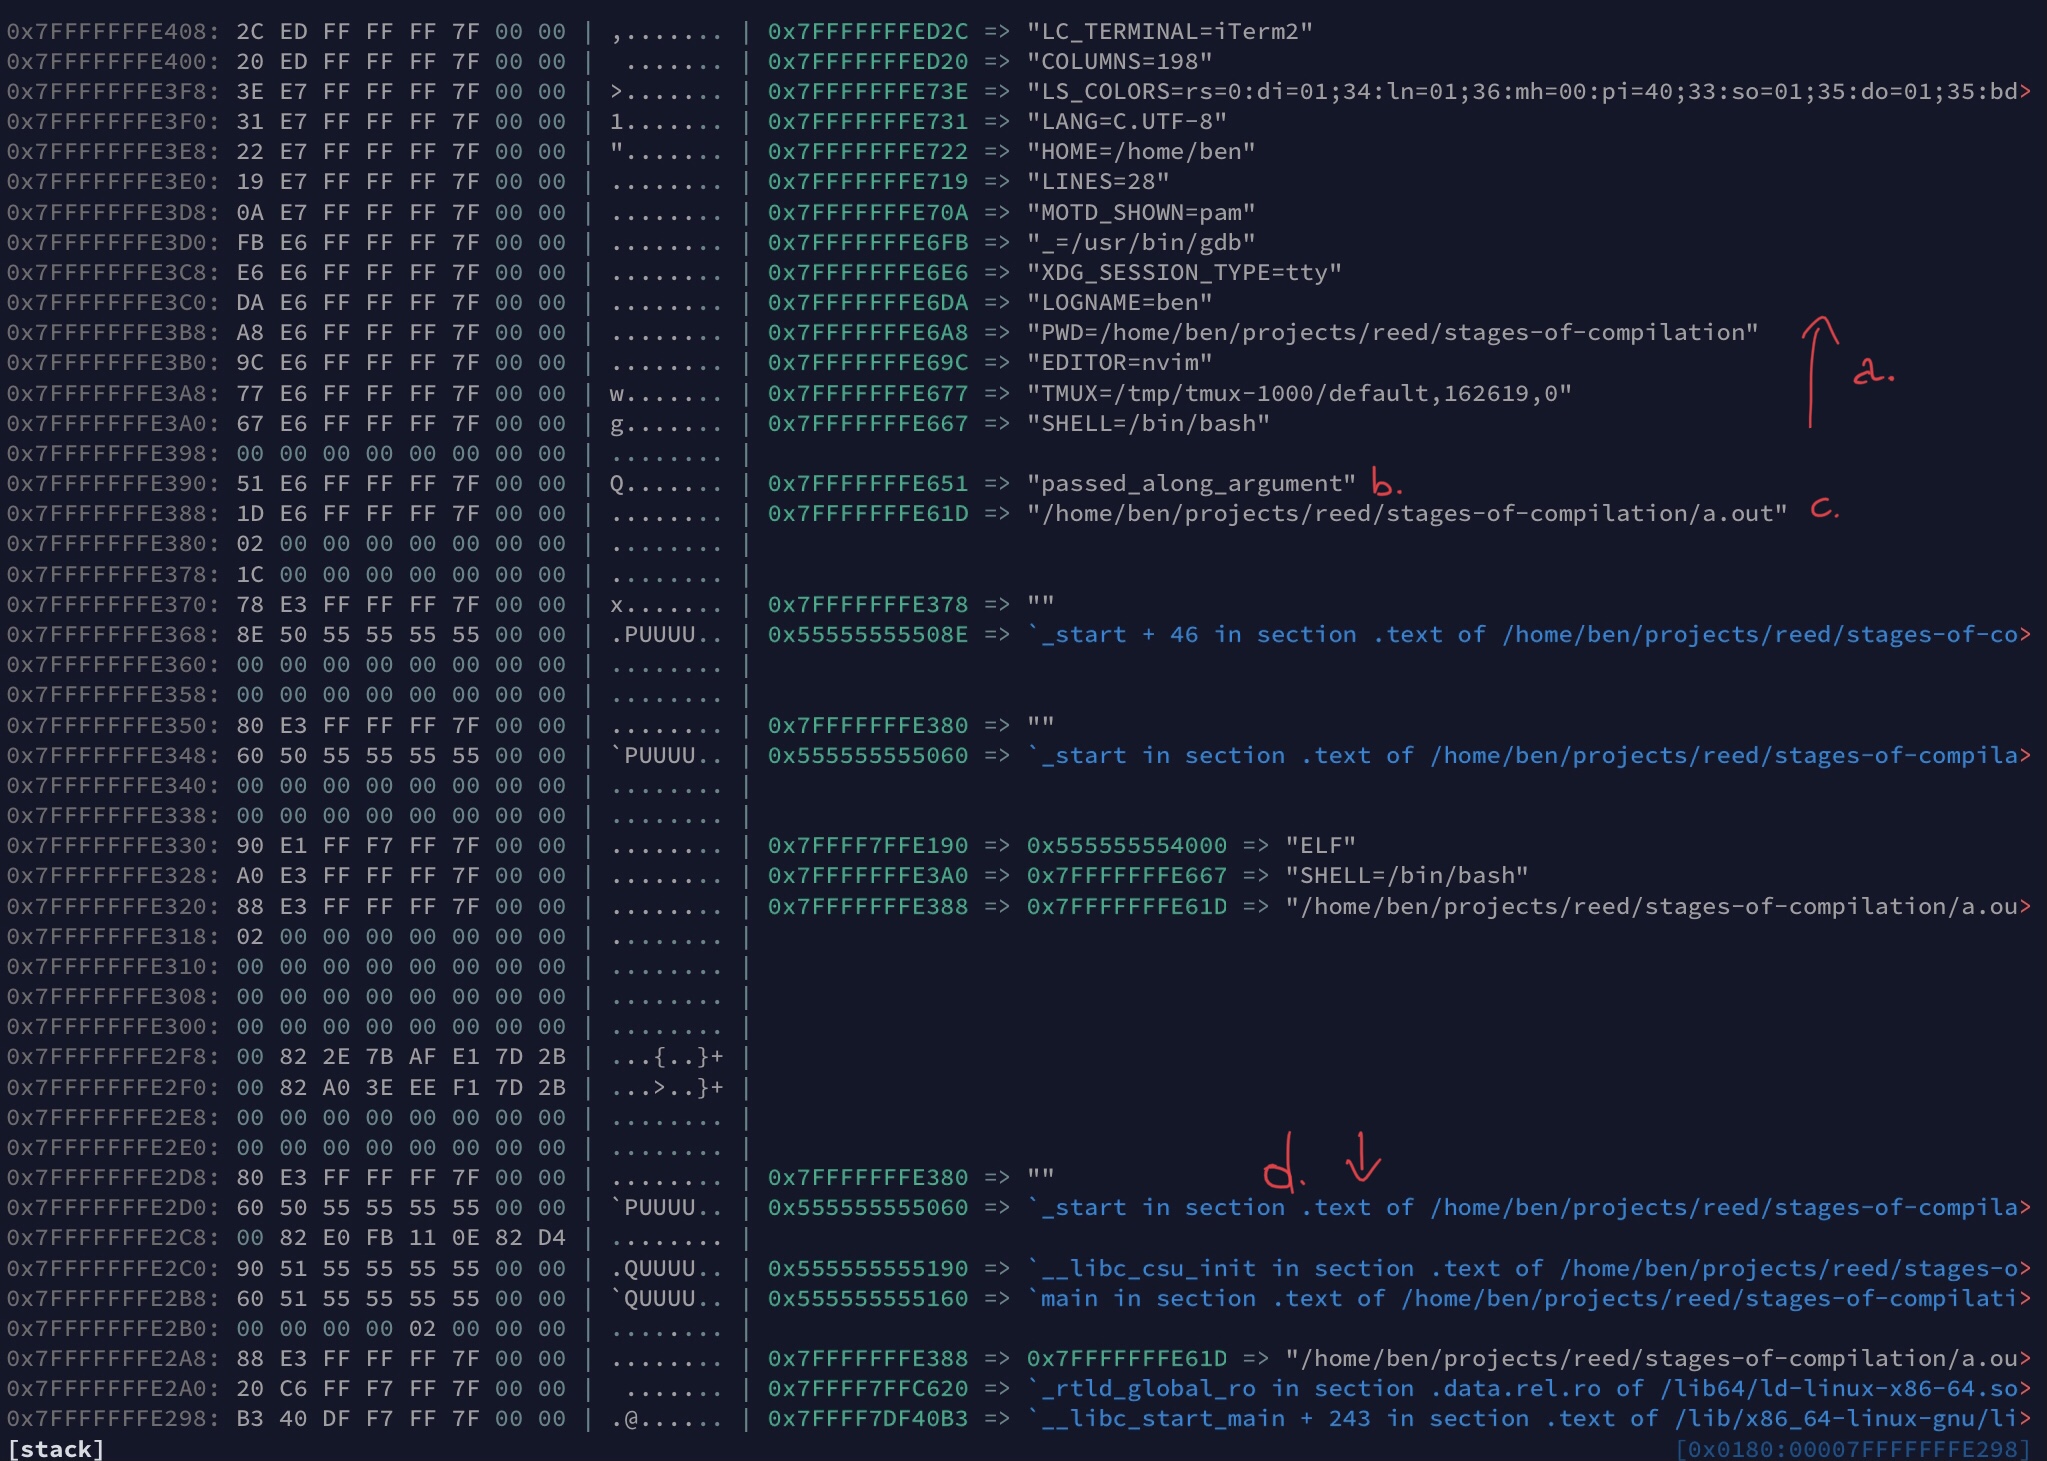 0x7FFFFFFFE408: 2C ED FF FF FF 7F 00 00 | ,....... | 0x7FFFFFFFED2C => "LC_TERMINAL=iTerm2"
0x7FFFFFFFE400: 20 ED FF FF FF 7F 00 00 |  ....... | 0x7FFFFFFFED20 => "COLUMNS=198"
0x7FFFFFFFE3F8: 3E E7 FF FF FF 7F 00 00 | >....... | 0x7FFFFFFFE73E => "LS_COLORS=rs=0:di=01;34:ln=01;36:mh=00:pi=40;33:so=01;35:do=01;35:bd>
0x7FFFFFFFE3F0: 31 E7 FF FF FF 7F 00 00 | 1....... | 0x7FFFFFFFE731 => "LANG=C.UTF-8"
0x7FFFFFFFE3E8: 22 E7 FF FF FF 7F 00 00 | "....... | 0x7FFFFFFFE722 => "HOME=/home/ben"
0x7FFFFFFFE3E0: 19 E7 FF FF FF 7F 00 00 | ........ | 0x7FFFFFFFE719 => "LINES=28"
0x7FFFFFFFE3D8: 0A E7 FF FF FF 7F 00 00 | ........ | 0x7FFFFFFFE70A => "MOTD_SHOWN=pam"
0x7FFFFFFFE3D0: FB E6 FF FF FF 7F 00 00 | ........ | 0x7FFFFFFFE6FB => "_=/usr/bin/gdb"
0x7FFFFFFFE3C8: E6 E6 FF FF FF 7F 00 00 | ........ | 0x7FFFFFFFE6E6 => "XDG_SESSION_TYPE=tty"
0x7FFFFFFFE3C0: DA E6 FF FF FF 7F 00 00 | ........ | 0x7FFFFFFFE6DA => "LOGNAME=ben"
0x7FFFFFFFE3B8: A8 E6 FF FF FF 7F 00 00 | ........ | 0x7FFFFFFFE6A8 => "PWD=/home/ben/projects/reed/stages-of-compilation"
0x7FFFFFFFE3B0: 9C E6 FF FF FF 7F 00 00 | ........ | 0x7FFFFFFFE69C => "EDITOR=nvim" a.
0x7FFFFFFFE3A8: 77 E6 FF FF FF 7F 00 00 | w....... | 0x7FFFFFFFE677 => "TMUX=/tmp/tmux-1000/default,162619,0"
0x7FFFFFFFE3A0: 67 E6 FF FF FF 7F 00 00 | g....... | 0x7FFFFFFFE667 => "SHELL=/bin/bash"
0x7FFFFFFFE398: 00 00 00 00 00 00 00 00 | ........ |
0x7FFFFFFFE390: 51 E6 FF FF FF 7F 00 00 | Q....... | 0x7FFFFFFFE651 => "passed_along_argument" b.
0x7FFFFFFFE388: 1D E6 FF FF FF 7F 00 00 | ........ | 0x7FFFFFFFE61D => "/home/ben/projects/reed/stages-of-compilation/a.out" c.
0x7FFFFFFFE380: 02 00 00 00 00 00 00 00 | ........ |
0x7FFFFFFFE378: 1C 00 00 00 00 00 00 00 | ........ |
0x7FFFFFFFE370: 78 E3 FF FF FF 7F 00 00 | x....... | 0x7FFFFFFFE378 => ""
0x7FFFFFFFE368: 8E 50 55 55 55 55 00 00 | .PUUUU.. | 0x55555555508E => `_start + 46 in section .text of /home/ben/projects/reed/stages-of-co>
0x7FFFFFFFE360: 00 00 00 00 00 00 00 00 | ........ |
0x7FFFFFFFE358: 00 00 00 00 00 00 00 00 | ........ |
0x7FFFFFFFE350: 80 E3 FF FF FF 7F 00 00 | ........ | 0x7FFFFFFFE380 => ""
0x7FFFFFFFE348: 60 50 55 55 55 55 00 00 | `PUUUU.. | 0x555555555060 => `_start in section .text of /home/ben/projects/reed/stages-of-compila>
0x7FFFFFFFE340: 00 00 00 00 00 00 00 00 | ........ |
0x7FFFFFFFE338: 00 00 00 00 00 00 00 00 | ........ |
0x7FFFFFFFE330: 90 E1 FF F7 FF 7F 00 00 | ........ | 0x7FFFF7FFE190 => 0x555555554000 => "ELF"
0x7FFFFFFFE328: A0 E3 FF FF FF 7F 00 00 | ........ | 0x7FFFFFFFE3A0 => 0x7FFFFFFFE667 => "SHELL=/bin/bash"
0x7FFFFFFFE320: 88 E3 FF FF FF 7F 00 00 | ........ | 0x7FFFFFFFE388 => 0x7FFFFFFFE61D => "/home/ben/projects/reed/stages-of-compilation/a.ou>
0x7FFFFFFFE318: 02 00 00 00 00 00 00 00 | ........ |
0x7FFFFFFFE310: 00 00 00 00 00 00 00 00 | ........ |
0x7FFFFFFFE308: 00 00 00 00 00 00 00 00 | ........ |
0x7FFFFFFFE300: 00 00 00 00 00 00 00 00 | ........ |
0x7FFFFFFFE2F8: 00 82 2E 7B AF E1 7D 2B | ...{..}+ |
0x7FFFFFFFE2F0: 00 82 A0 3E EE F1 7D 2B | ...>..}+ |
0x7FFFFFFFE2E8: 00 00 00 00 00 00 00 00 | ........ |
0x7FFFFFFFE2E0: 00 00 00 00 00 00 00 00 | ........ |
0x7FFFFFFFE2D8: 80 E3 FF FF FF 7F 00 00 | ........ | 0x7FFFFFFFE380 => "" d.
0x7FFFFFFFE2D0: 60 50 55 55 55 55 00 00 | `PUUUU.. | 0x555555555060 => `_start in section .text of /home/ben/projects/reed/stages-of-compila>
0x7FFFFFFFE2C8: 00 82 E0 FB 11 0E 82 D4 | ........ |
0x7FFFFFFFE2C0: 90 51 55 55 55 55 00 00 | .QUUUU.. | 0x555555555190 => `__libc_csu_init in section .text of /home/ben/projects/reed/stages-o>
0x7FFFFFFFE2B8: 60 51 55 55 55 55 00 00 | `QUUUU.. | 0x555555555160 => `main in section .text of /home/ben/projects/reed/stages-of-compilati>
0x7FFFFFFFE2B0: 00 00 00 00 02 00 00 00 | ........ |
0x7FFFFFFFE2A8: 88 E3 FF FF FF 7F 00 00 | ........ | 0x7FFFFFFFE388 => 0x7FFFFFFFE61D => "/home/ben/projects/reed/stages-of-compilation/a.ou>
0x7FFFFFFFE2A0: 20 C6 FF F7 FF 7F 00 00 |  ....... | 0x7FFFF7FFC620 => `_rtld_global_ro in section .data.rel.ro of /lib64/ld-linux-x86-64.so>
0x7FFFFFFFE298: B3 40 DF F7 FF 7F 00 00 | .@...... | 0x7FFFF7DF40B3 => `__libc_start_main + 243 in section .text of /lib/x86_64-linux-gnu/li>
[stack] [0x0180:00007FFFFFFFE298]